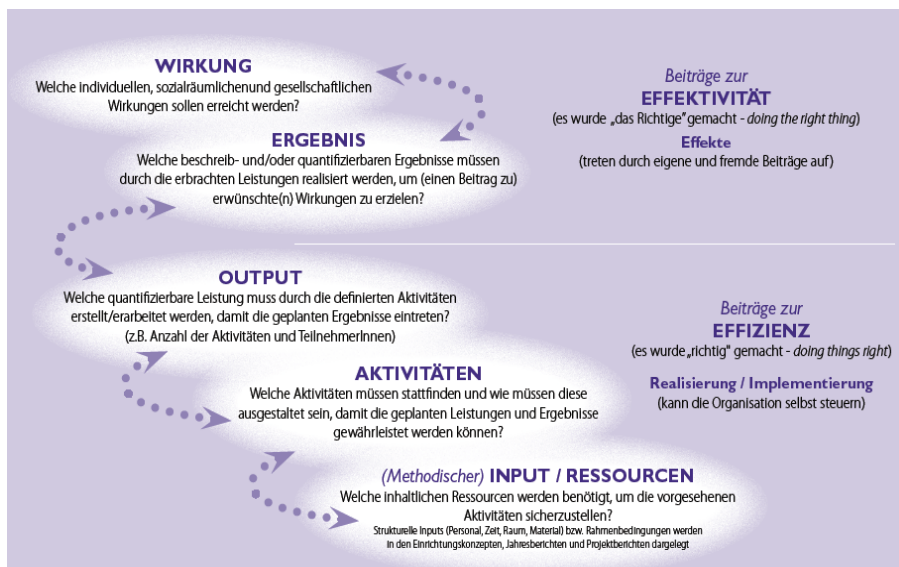 WIRKUNG
Welche individuellen, sozialräumlichenund gesellschaftlichen
Wirkungen sollen erreicht werden?
ERGEBNIS
Welche beschreib- und/oder quantifizierbaren Ergebnisse müssen
durch die erbrachten Leistungen realisiert werden, um (einen Beitrag zu)
erwünschte(n) Wirkungen zu erzielen?
Beiträge zur
EFFEKTIVITÄT
(es wurde „das Richtige" gemacht - doing the right thing)
Effekte
(treten durch eigene und fremde Beiträge auf)
OUTPUT
Welche quantifizierbare Leistung muss durch die definierten Aktivitäten
erstellt/erarbeitet werden, damit die geplanten Ergebnisse eintreten?
(z.B. Anzahl der Aktivitäten und TeilnehmerInnen)
AKTIVITÄTEN
Welche Aktivitäten müssen stattfinden und wie müssen diese
ausgestaltet sein, damit die geplanten Leistungen und Ergebnisse
gewährleistet werden können?
(Methodischer) INPUT / RESSOURCEN
Welche inhaltlichen Ressourcen werden benötigt, um die vorgesehenen
Aktivitäten sicherzustellen?
Strukturelle Inputs (Personal, Zeit, Raum, Material) bzw. Rahmenbedingungen werden
in den Einrichtungskonzepten, Jahresberichten und Projektberichten dargelegt
Beiträge zur
EFFIZIENZ
(es wurde „richtig" gemacht - doing things right)
Realisierung / Implementierung
(kann die Organisation selbst steuern)